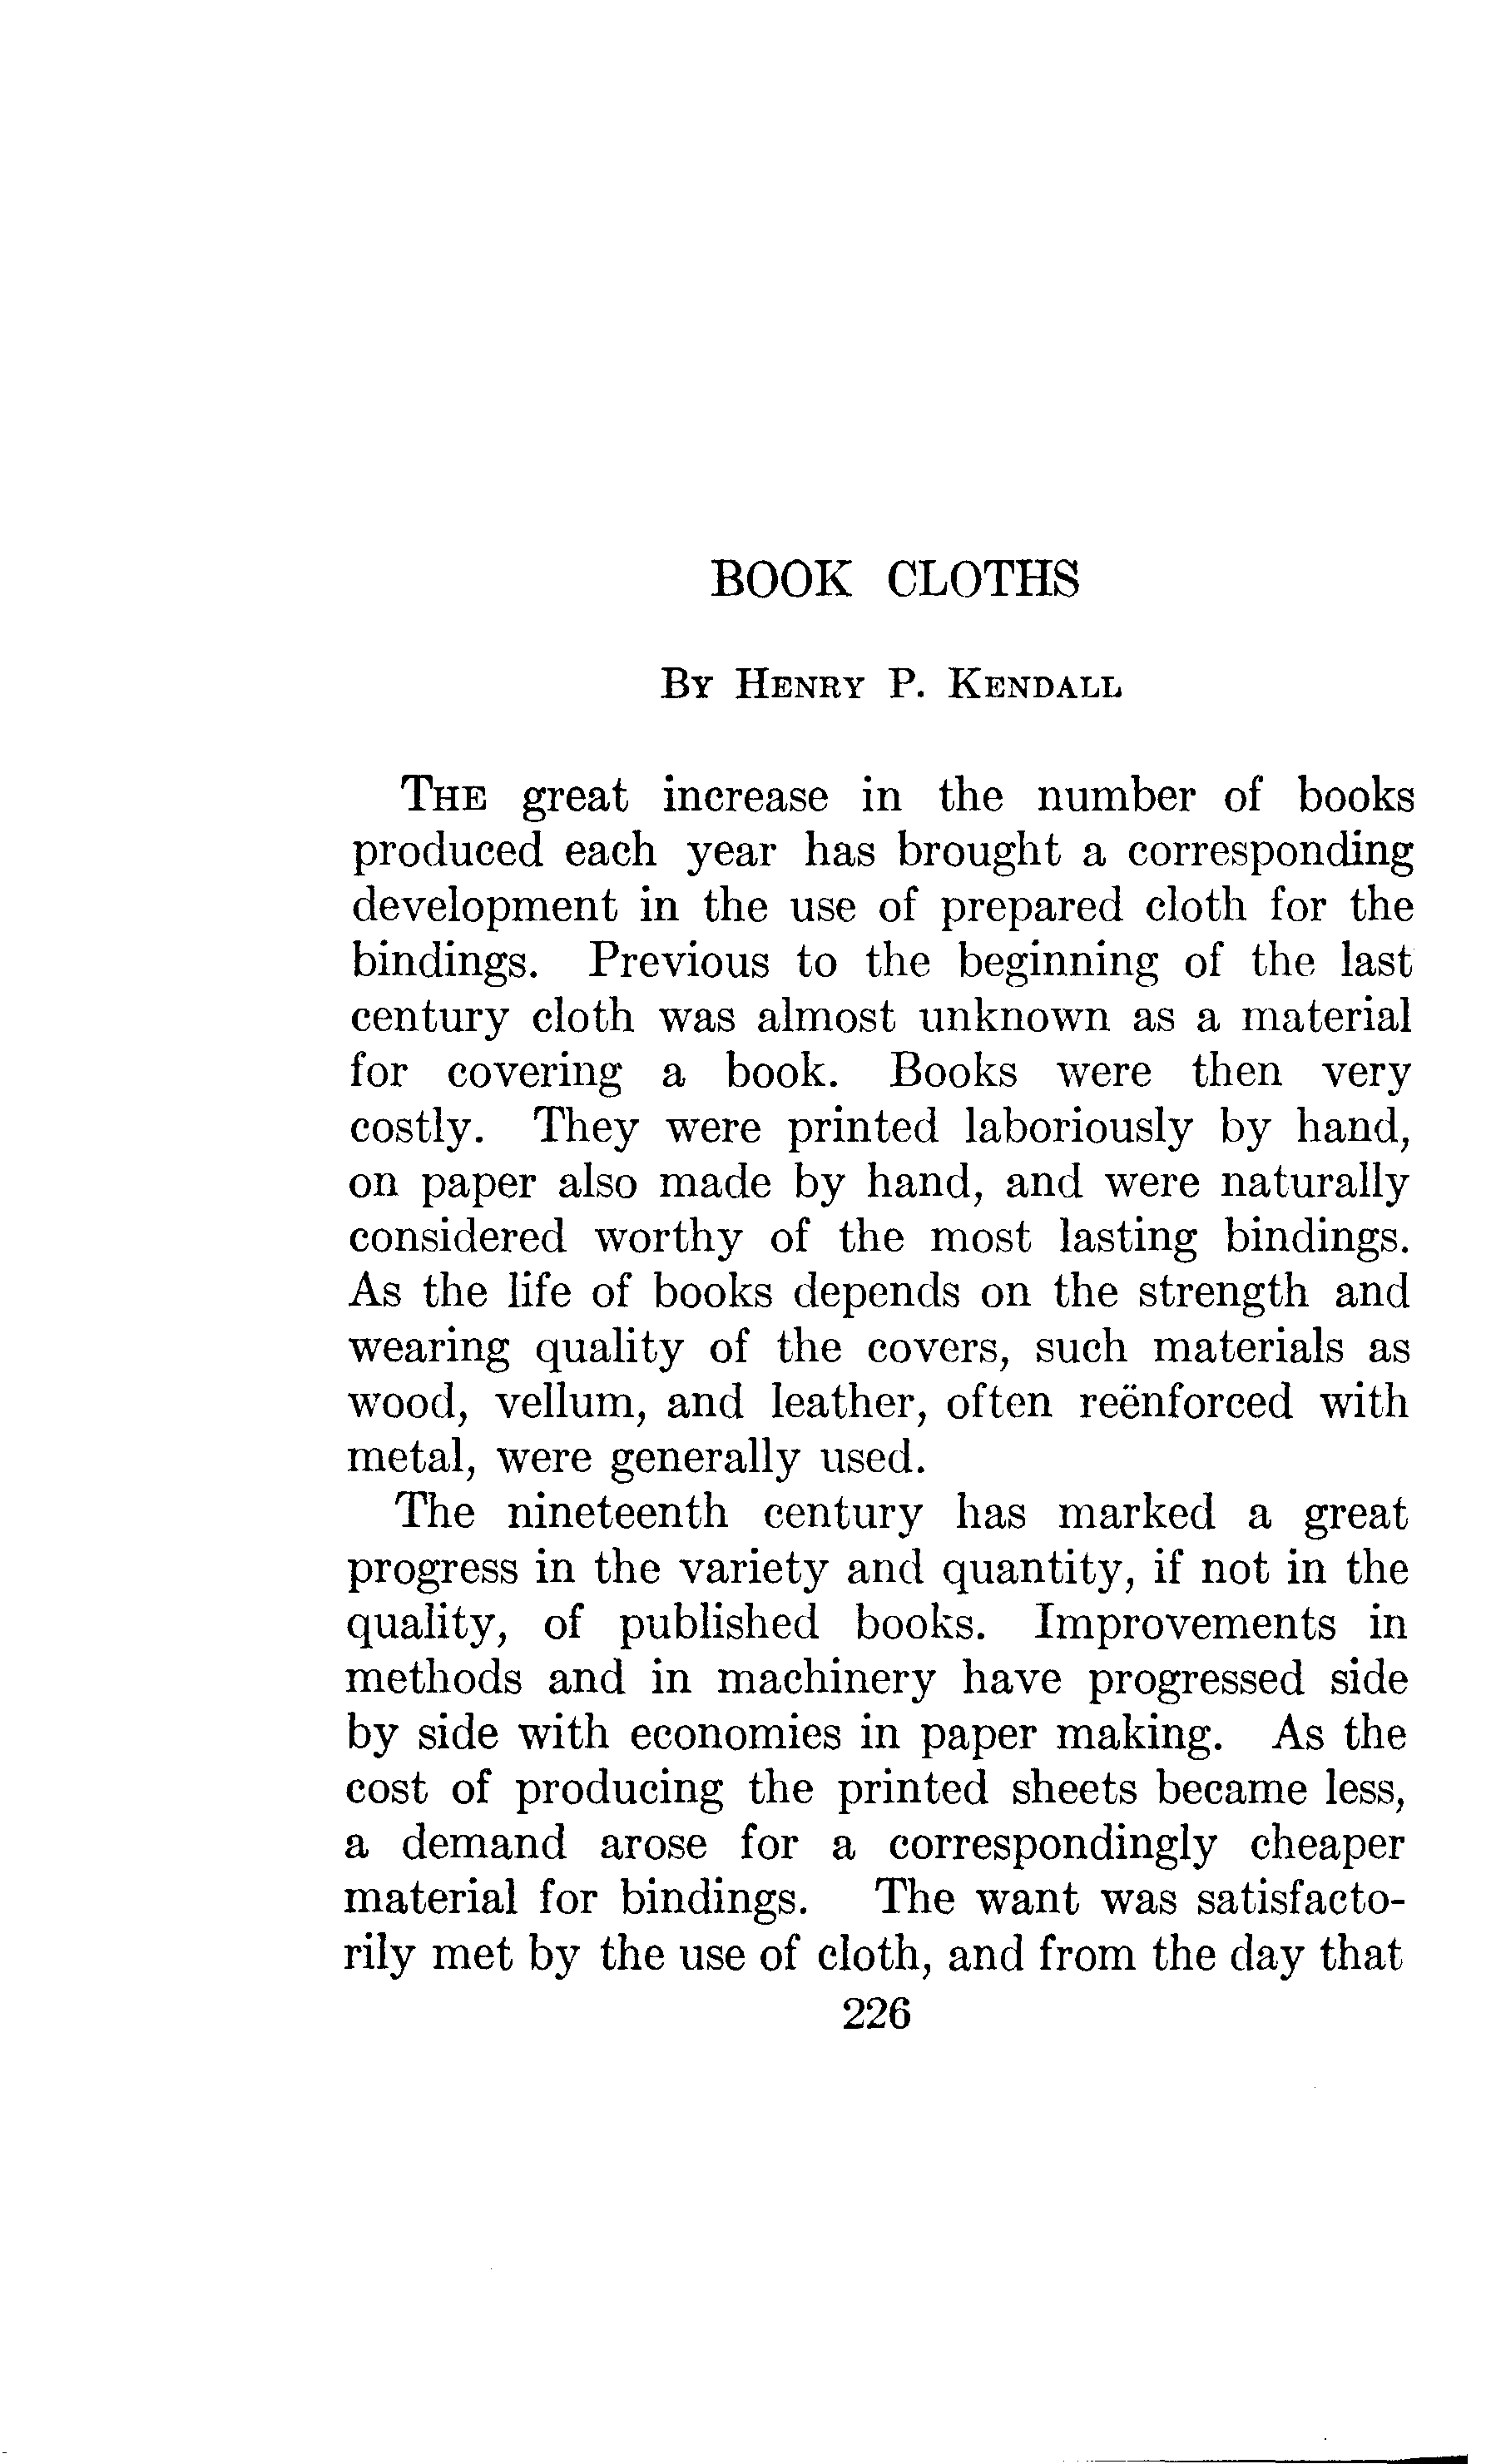 BOOK CLOTHS
By Henry P. Kendall
The great increase in the number of books
produced each year has brought a corresponding
development in the use of prepared cloth for the
bindings. Previous to the beginning of the last
century cloth was almost unknown as a material
for covering a book. Books were then very
costly. They were printed laboriously by hand,
on paper also made by hand, and were naturally
considered worthy of the most lasting bindings.
As the life of books depends on the strength and
wearing quality of the covers, such materials as
wood, vellum, and leather, often reënforced with
metal, were generally used.
The nineteenth century has marked a great
progress in the variety and quantity, if not in the
quality, of published books. Improvements in
methods and in machinery have progressed side
by side with economies in paper making. As the
cost of producing the printed sheets became less,
a demand arose for a correspondingly cheaper
material for bindings. The want was satisfacto-
rily met by the use of cloth, and from the day that
226